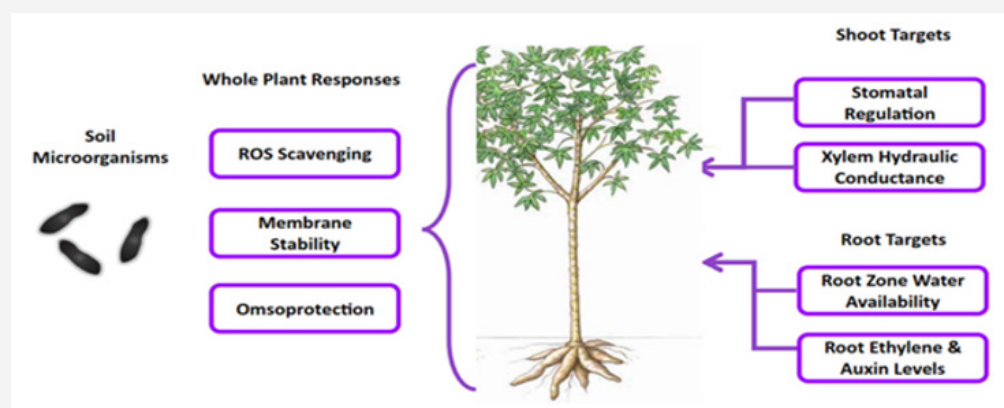 Soil
Microorganisms
Whole Plant Responses
ROS Scavenging
Membrane
Stability
Omsoprotection
Shoot Targets
Stomatal
Regulation
Xylem Hydraulic
Conductance
Root Targets
Root Zone Water
Availability
Root Ethylene &
Auxin Levels